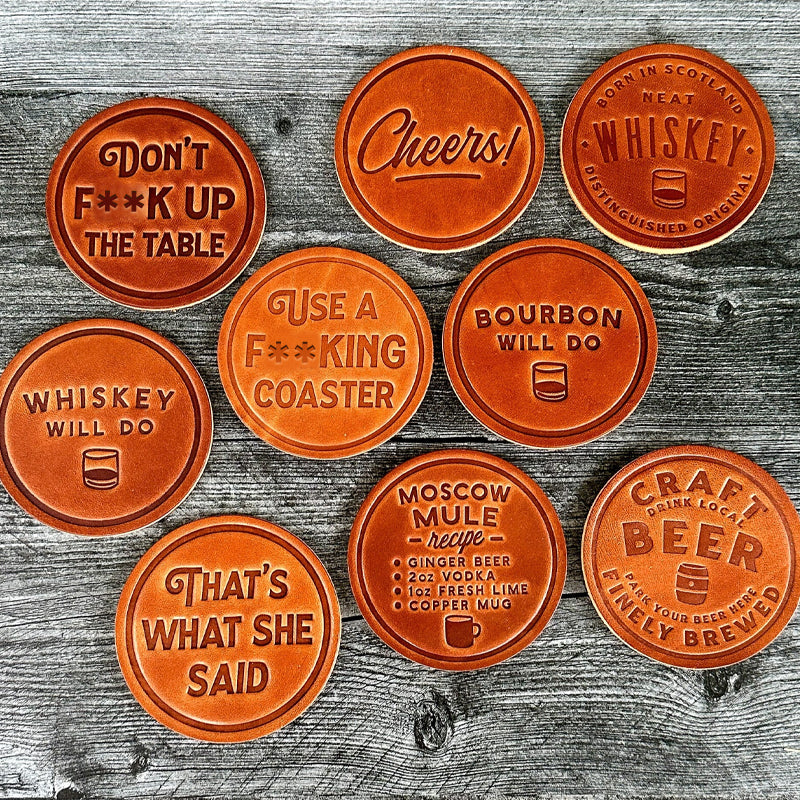 DON'T
F**K UP
THE TABLE
Cheers!
BORN IN SCOTLAND
NEAT
WHISKEY
DISTINGUISHED ORIGINAL
USE A
F**KING
COASTER
BOURBON
WILL DO
WHISKEY
WILL DO
THAT'S
WHAT SHE
SAID
MOSCOW
MULE
- recipe -
• GINGER BEER
• 2oz VODKA
• 1oz FRESH LIME
• COPPER MUG
CRAFT
DRINK LOCAL
BEER
PARK YOUR BEER HERE
FINELY BREWED